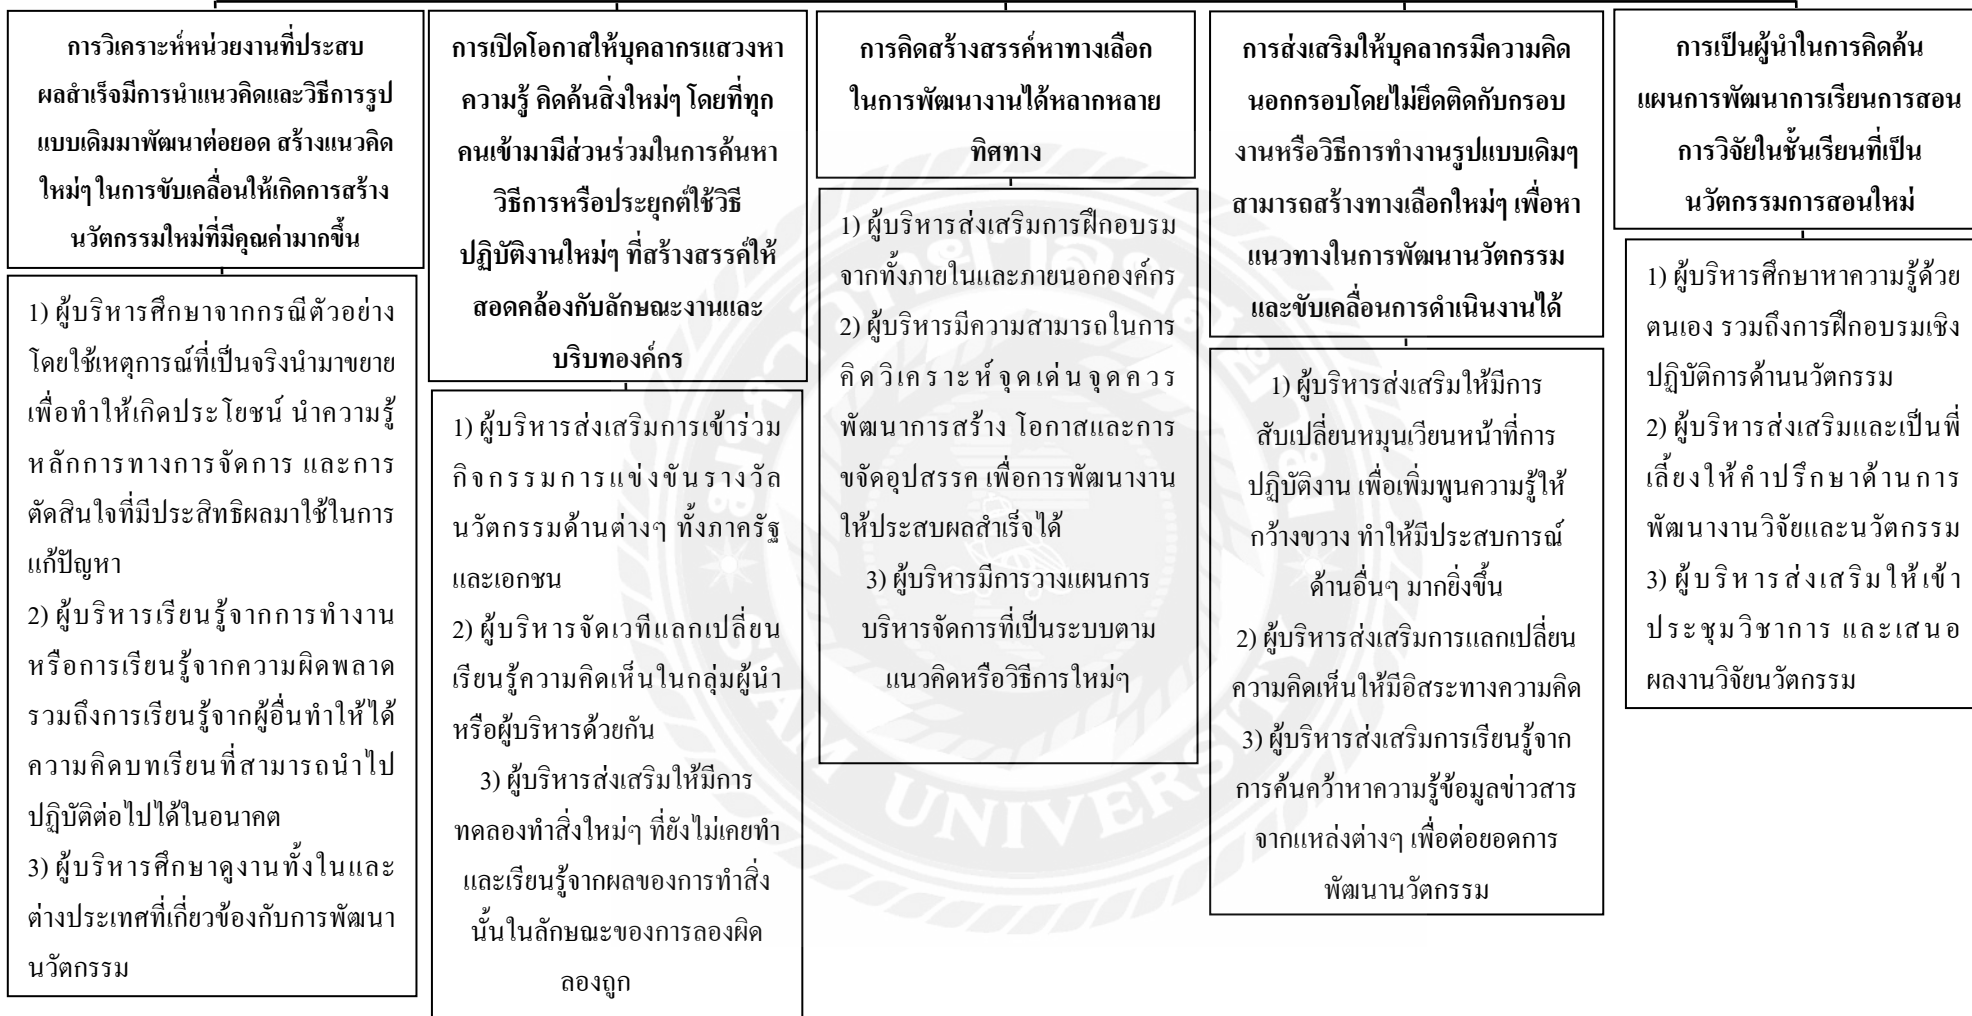 การวิเคราะห์หน่วยงานที่ประสบ
ผลสำเร็จมีการนำแนวคิดและวิธีการรูป
แบบเดิมมาพัฒนาต่อยอด สร้างแนวคิด
ใหม่ๆ ในการขับเคลื่อนให้เกิดการสร้าง
นวัตกรรมใหม่ที่มีคุณค่ามากขึ้น
1) ผู้บริหารศึกษาจากกรณีตัวอย่าง
โดยใช้เหตุการณ์ที่เป็นจริงนำมาขยาย
เพื่อทำให้เกิดประโยชน์ นำความรู้
หลักการทางการจัดการ และการ
ตัดสินใจที่มีประสิทธิผลมาใช้ในการ
แก้ปัญหา
2) ผู้บริหารเรียนรู้จากการทำงาน
หรือการเรียนรู้จากความผิดพลาด
รวมถึงการเรียนรู้จากผู้อื่นทำให้ได้
ความคิดบทเรียนที่สามารถนำไป
ปฏิบัติต่อไปได้ในอนาคต
3) ผู้บริหารศึกษาดูงานทั้งในและ
ต่างประเทศที่เกี่ยวข้องกับการพัฒนา
นวัตกรรม
การเปิดโอกาสให้บุคลากรแสวงหา
ความรู้ คิดค้นสิ่งใหม่ๆ โดยที่ทุก
คนเข้ามามีส่วนร่วมในการค้นหา
วิธีการหรือประยุกต์ใช้วิธี
ปฏิบัติงานใหม่ๆ ที่สร้างสรรค์ให้
สอดคล้องกับลักษณะงานและ
บริบทองค์กร
1) ผู้บริหารส่งเสริมการเข้าร่วม
กิจกรรมการแข่งขันรางวัล
นวัตกรรมด้านต่างๆ ทั้งภาครัฐ
และเอกชน
2) ผู้บริหารจัดเวทีแลกเปลี่ยน
เรียนรู้ความคิดเห็นในกลุ่มผู้นำ
หรือผู้บริหารด้วยกัน
3) ผู้บริหารส่งเสริมให้มีการ
ทดลองทำสิ่งใหม่ๆ ที่ยังไม่เคยทำ
และเรียนรู้จากผลของการทำสิ่ง
นั้นในลักษณะของการลองผิด
ลองถูก
การคิดสร้างสรรค์หาทางเลือก
ในการพัฒนางานได้หลากหลาย
ทิศทาง
1) ผู้บริหารส่งเสริมการฝึกอบรม
จากทั้งภายในและภายนอกองค์กร
2) ผู้บริหารมีความสามารถในการ
คิดวิเคราะห์จุดเด่นจุดควร
พัฒนาการสร้าง โอกาสและการ
ขจัดอุปสรรค เพื่อการพัฒนางาน
ให้ประสบผลสำเร็จได้
3) ผู้บริหารมีการวางแผนการ
บริหารจัดการที่เป็นระบบตาม
แนวคิดหรือวิธีการใหม่ๆ
การส่งเสริมให้บุคลากรมีความคิด
นอกกรอบโดยไม่ยึดติดกับกรอบ
งานหรือวิธีการทำงานรูปแบบเดิมๆ
สามารถสร้างทางเลือกใหม่ๆ เพื่อหา
แนวทางในการพัฒนานวัตกรรม
และขับเคลื่อนการดำเนินงานได้
1) ผู้บริหารส่งเสริมให้มีการ
สับเปลี่ยนหมุนเวียนหน้าที่การ
ปฏิบัติงาน เพื่อเพิ่มพูนความรู้ให้
กว้างขวาง ทำให้มีประสบการณ์
ด้านอื่นๆ มากยิ่งขึ้น
2) ผู้บริหารส่งเสริมการแลกเปลี่ยน
ความคิดเห็นให้มีอิสระทางความคิด
3) ผู้บริหารส่งเสริมการเรียนรู้จาก
การค้นคว้าหาความรู้ข้อมูลข่าวสาร
จากแหล่งต่างๆ เพื่อต่อยอดการ
พัฒนานวัตกรรม
การเป็นผู้นำในการคิดค้น
แผนการพัฒนาการเรียนการสอน
การวิจัยในชั้นเรียนที่เป็น
นวัตกรรมการสอนใหม่
1) ผู้บริหารศึกษาหาความรู้ด้วย
ตนเอง รวมถึงการฝึกอบรมเชิง
ปฏิบัติการด้านนวัตกรรม
2) ผู้บริหารส่งเสริมและเป็นพี่
เลี้ยงให้คำปรึกษาด้านการ
พัฒนางานวิจัยและนวัตกรรม
3) ผู้บริหารส่งเสริมให้เข้า
ประชุมวิชาการ และเสนอ
ผลงานวิจัยนวัตกรรม
มหาวิทยาลัยสยาม
SIAM UNIVERSITY